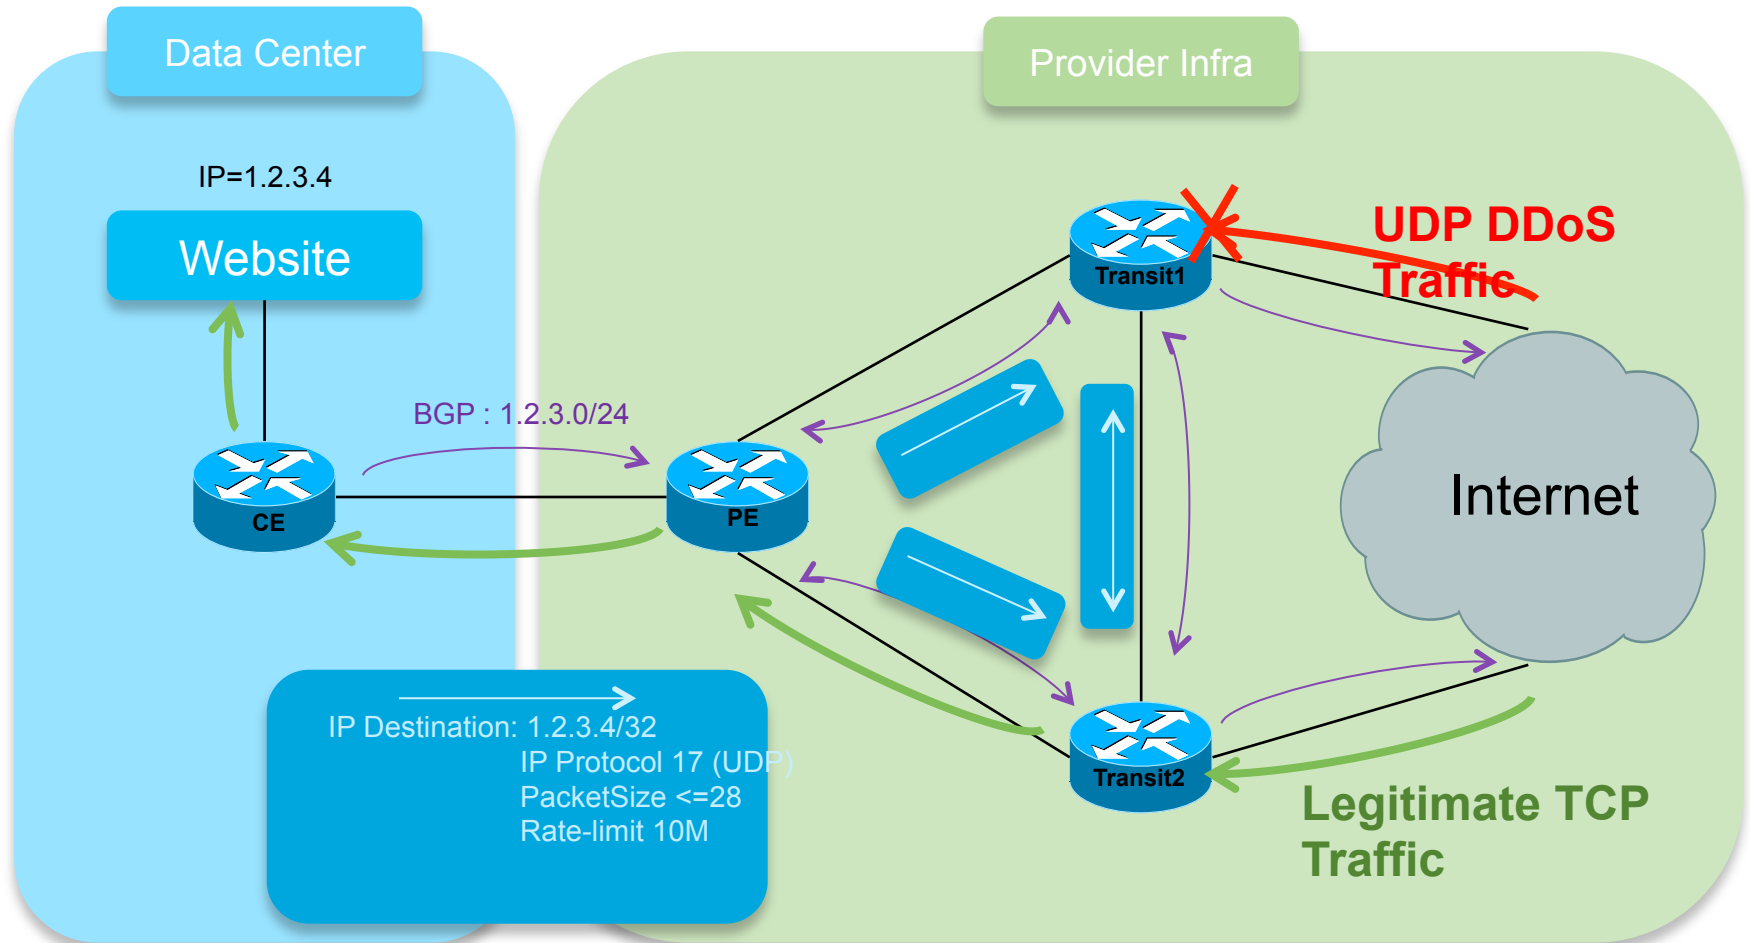 Data Center
Provider Infra
IP=1.2.3.4
Website
UDP DDoS
Traffic
Transit1
BGP : 1.2.3.0/24
Internet
CE
PE
IP Destination: 1.2.3.4/32
IP Protocol 17 (UDP)
PacketSize <=28
Rate-limit 10M
Transit2
Legitimate TCP
Traffic